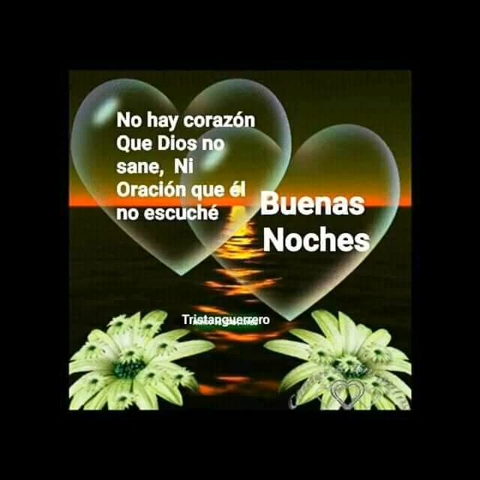 No hay corazón
Que Dios no
sane, Ni
Oración que él
no escuché
Buenas
Noches
Tristanguerrero